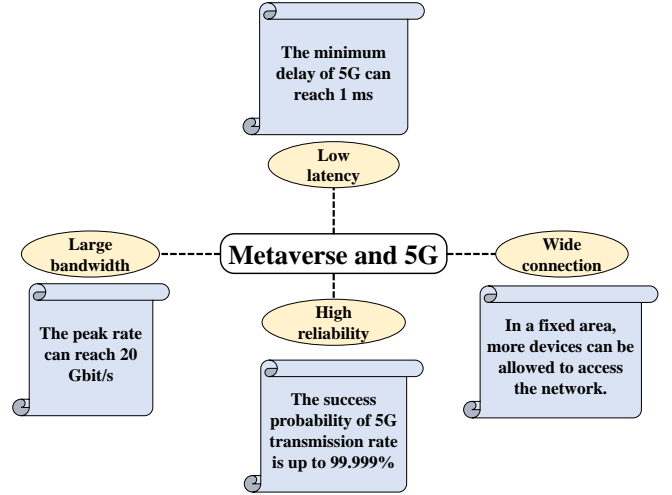 The minimum
delay of 5G can
reach 1 ms
Low
latency
Large
bandwidth
Metaverse and 5G
Wide
connection
The peak rate
can reach 20
Gbit/s
High
reliability
In a fixed area,
more devices can be
allowed to access
the network.
The success
probability of 5G
transmission rate
is up to 99.999%